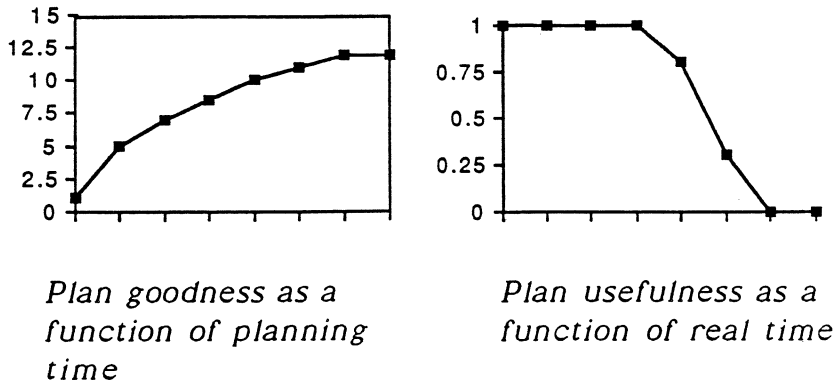 15
12.5
10
7.5
5
2.5
0
1
0.75
0.5
0.25
0
Plan goodness as a
function of planning
time
Plan usefulness as a
function of real time